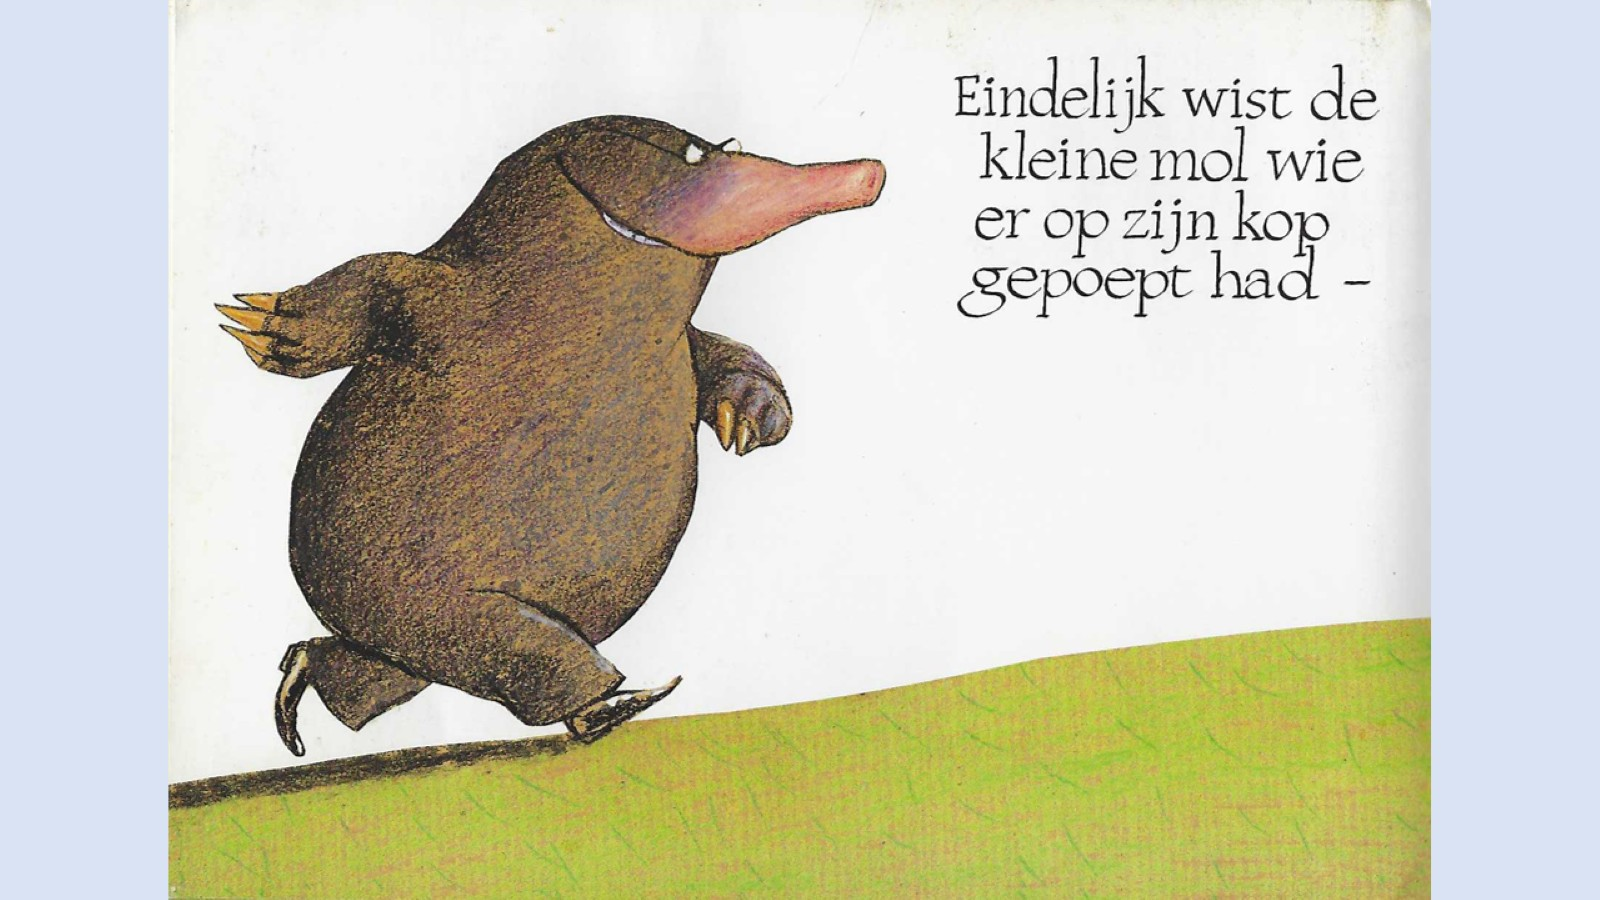 Eindelijk wist de
kleine mol wie
er op zijn kop
gepoept had –